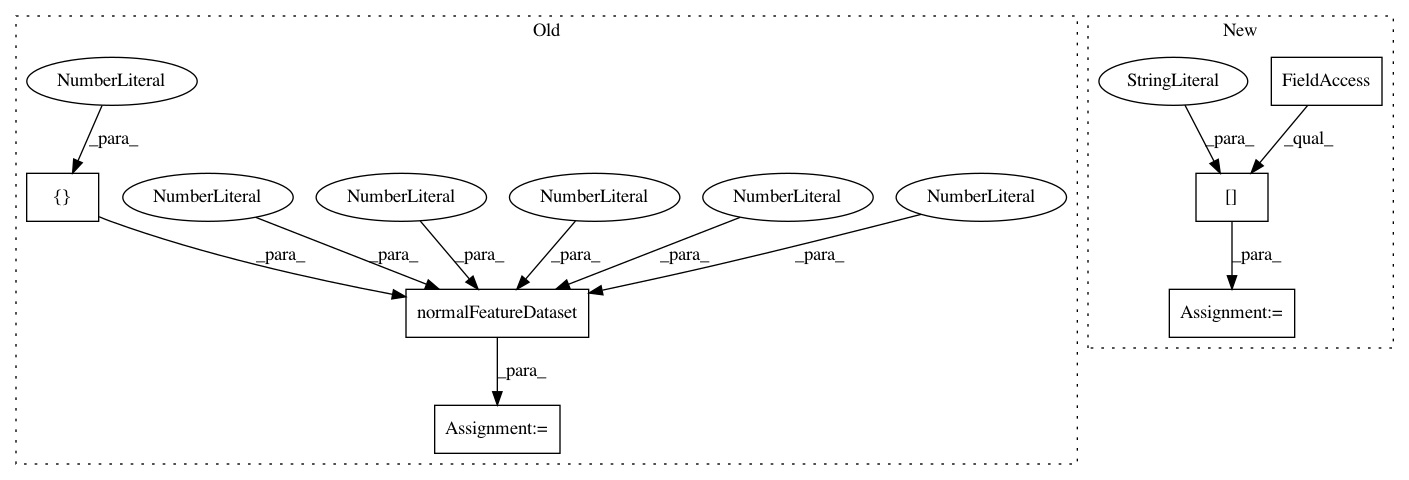 Old
New
NumberLiteral
StringLiteral
FieldAccess
_para_
_para_
_qual_
{}
NumberLiteral
NumberLiteral
NumberLiteral
NumberLiteral
NumberLiteral
[]
_para_
_para_
_para_
_para_
_para_
_para_
_para_
normalFeatureDataset
Assignment:=
_para_
Assignment:=